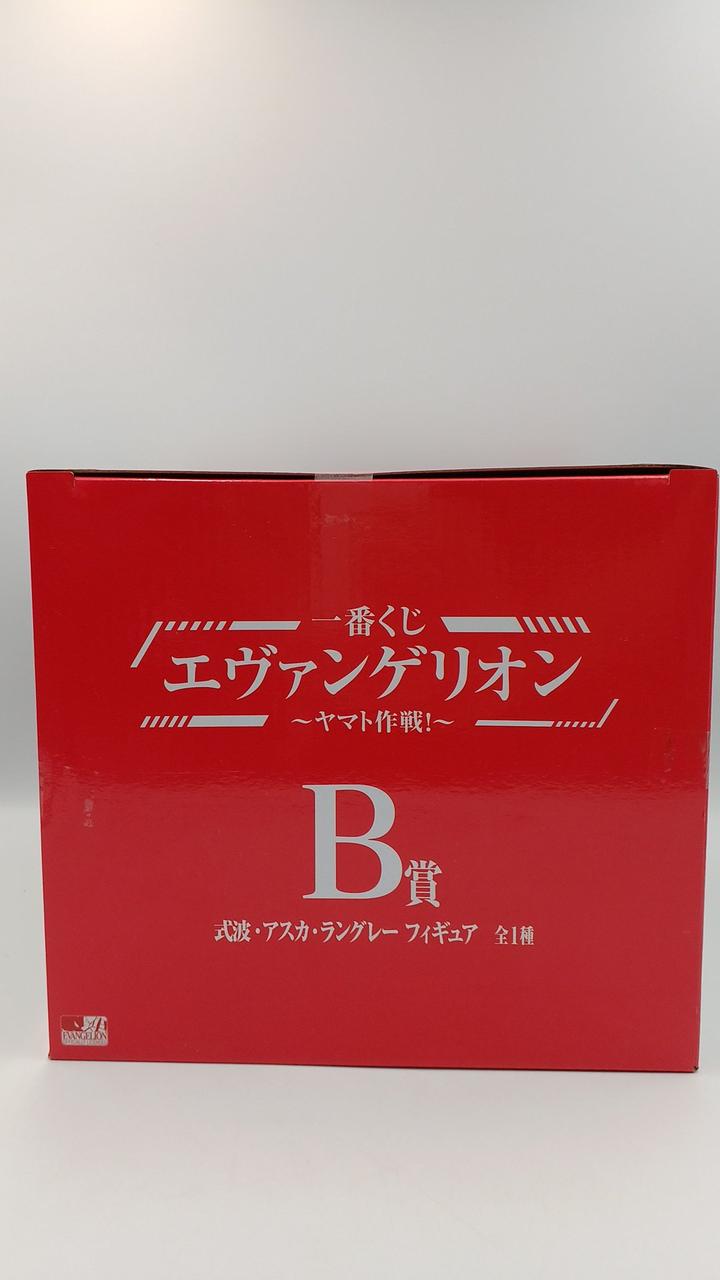 一番くじ
エヴァンゲリオン
～ヤマト作戦!～
B賞
式波・アスカ・ラングレー フィギュア 全1種
EVANGELION